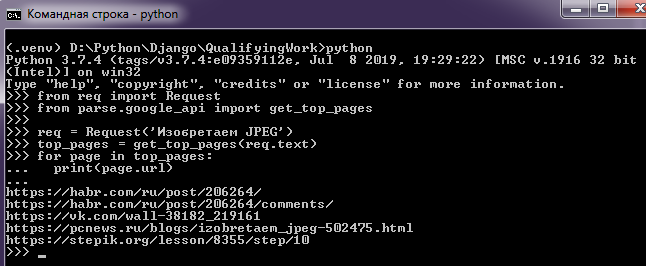 Командная строка - python
(.venv) D:\Python\Django\QualifyingWork>python
Python 3.7.4 (tags/v3.7.4:e09359112e, Jul  8 2019, 19:29:22) [MSC v.1916 32 bit
(Intel)] on win32
Type "help", "copyright", "credits" or "license" for more information.
>>> from req import Request
>>> from parse.google_api import get_top_pages
>>>
>>> req = Request('Изобретаем JPEG')
>>> top_pages = get_top_pages(req.text)
>>> for page in top_pages:
...   print(page.url)
...
https://habr.com/ru/post/206264/
https://habr.com/ru/post/206264/comments/
https://vk.com/wall-38182_219161
https://pcnews.ru/blogs/izobretaem_jpeg-502475.html
https://stepik.org/lesson/8355/step/10
>>> _